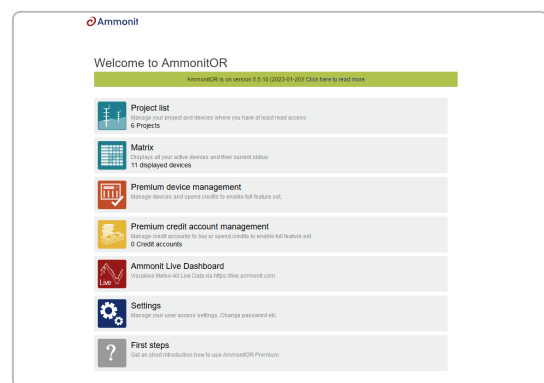 Ammonit
Welcome to AmmonitOR
AmmonitOR is on version 5.5.10 (2023-01-20)! Click here to read more
Project list
Manage your project and devices where you have at least read access
6 Projects
Matrix
Displays all your active devices and their current status
11 displayed devices
Premium device management
Manage devices and spend credits to enable full feature set.
Premium credit account management
Manage credit accounts to buy or spend credits to enable full feature set.
0 Credit accounts
Live
Ammonit Live Dashboard
Visualise Meteo-40 Live Data via https://live.ammonit.com
Settings
Manage your user access settings. Change password etc.
?
First steps
Get an short introduction how to use AmmonitOR Premium